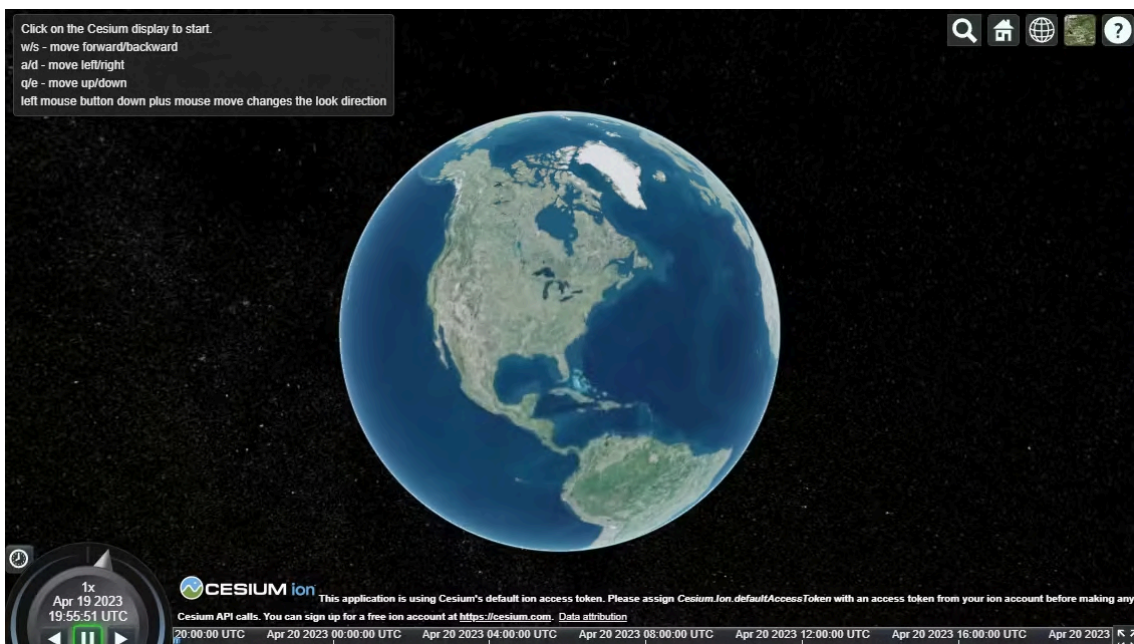 Click on the Cesium display to start.
w/s - move forward/backward
a/d - move left/right
q/e - move up/down
left mouse button down plus mouse move changes the look direction
?
1x
Apr 19 2023
19:55:51 UTC
CESIUM ion
This application is using Cesium's default ion access token. Please assign Cesium.Ion.defaultAccessToken with an access token from your ion account before making any
Cesium API calls. You can sign up for a free ion account at https://cesium.com. Data attribution
20:00:00 UTC Apr 20 2023 00:00:00 UTC Apr 20 2023 04:00:00 UTC Apr 20 2023 08:00:00 UTC Apr 20 2023 12:00:00 UTC Apr 20 2023 16:00:00 UTC Apr 20 2023